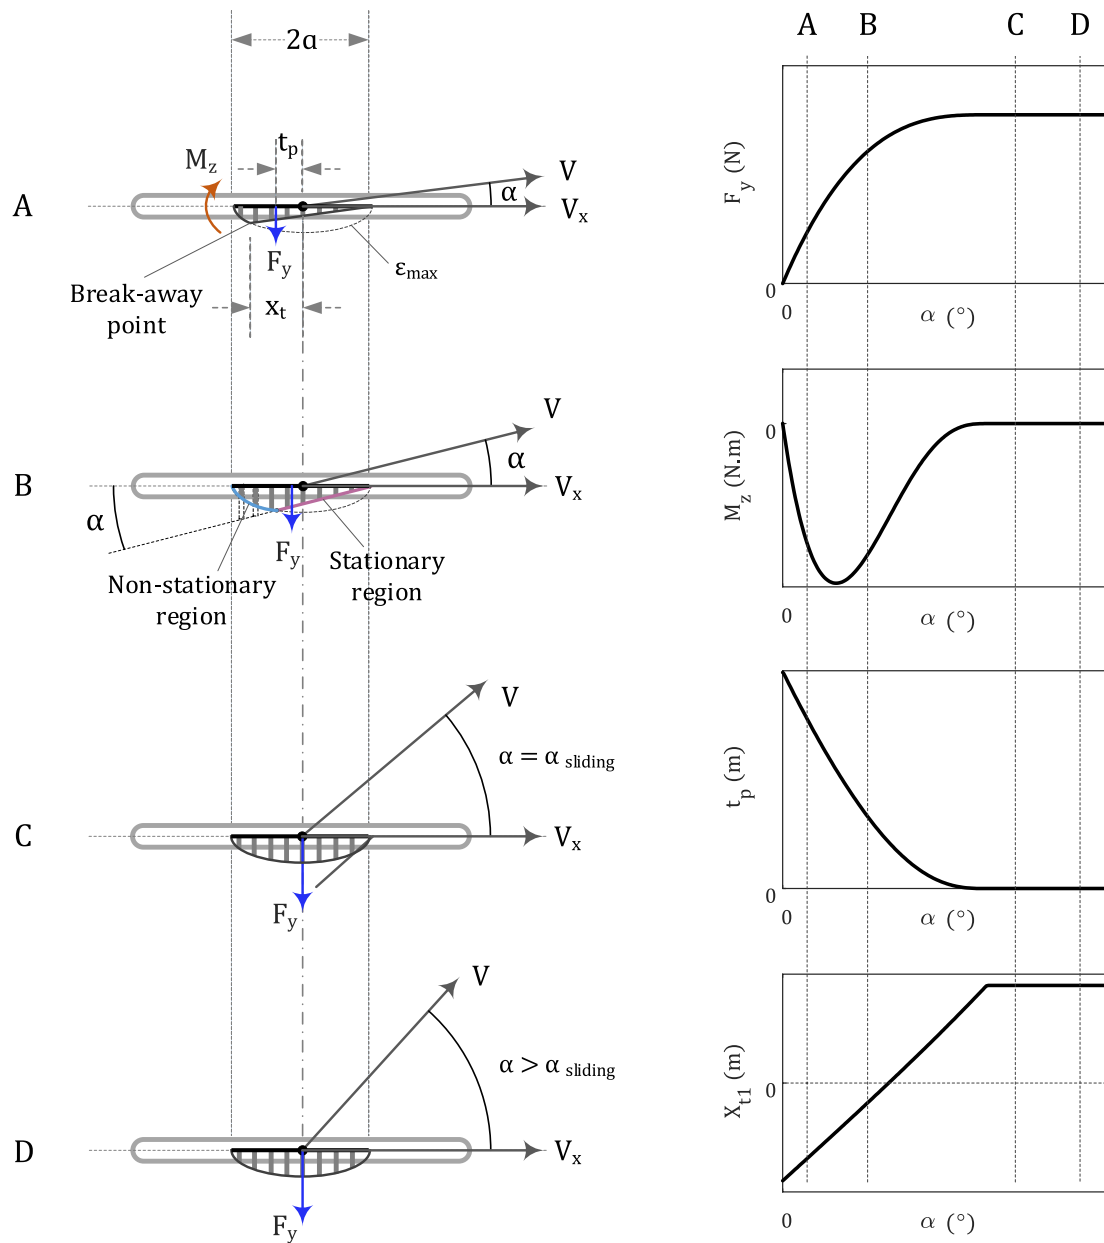 A B C D
2ɑ
t_p
M_z
V
α
A
V_x
F_y
ε_max
Break-away
point
x_t
F_y (N)
0
0
α (°)
V
α
B
V_x
α
F_y
Stationary
region
Non-stationary
region
0
M_z (N.m)
0
α (°)
V
α = α sliding
C
V_x
F_y
t_p (m)
0
0
α (°)
V
α > α sliding
D
V_x
F_y
X_t1 (m)
0
0
α (°)